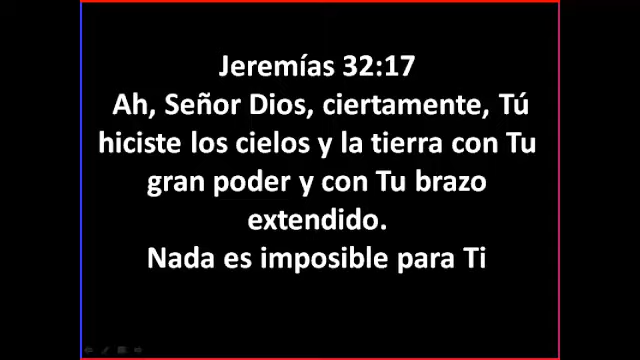 Jeremías 32:17
Ah, Señor Dios, ciertamente, Tú
hiciste los cielos y la tierra con Tu
gran poder y con Tu brazo
extendido.
Nada es imposible para Ti